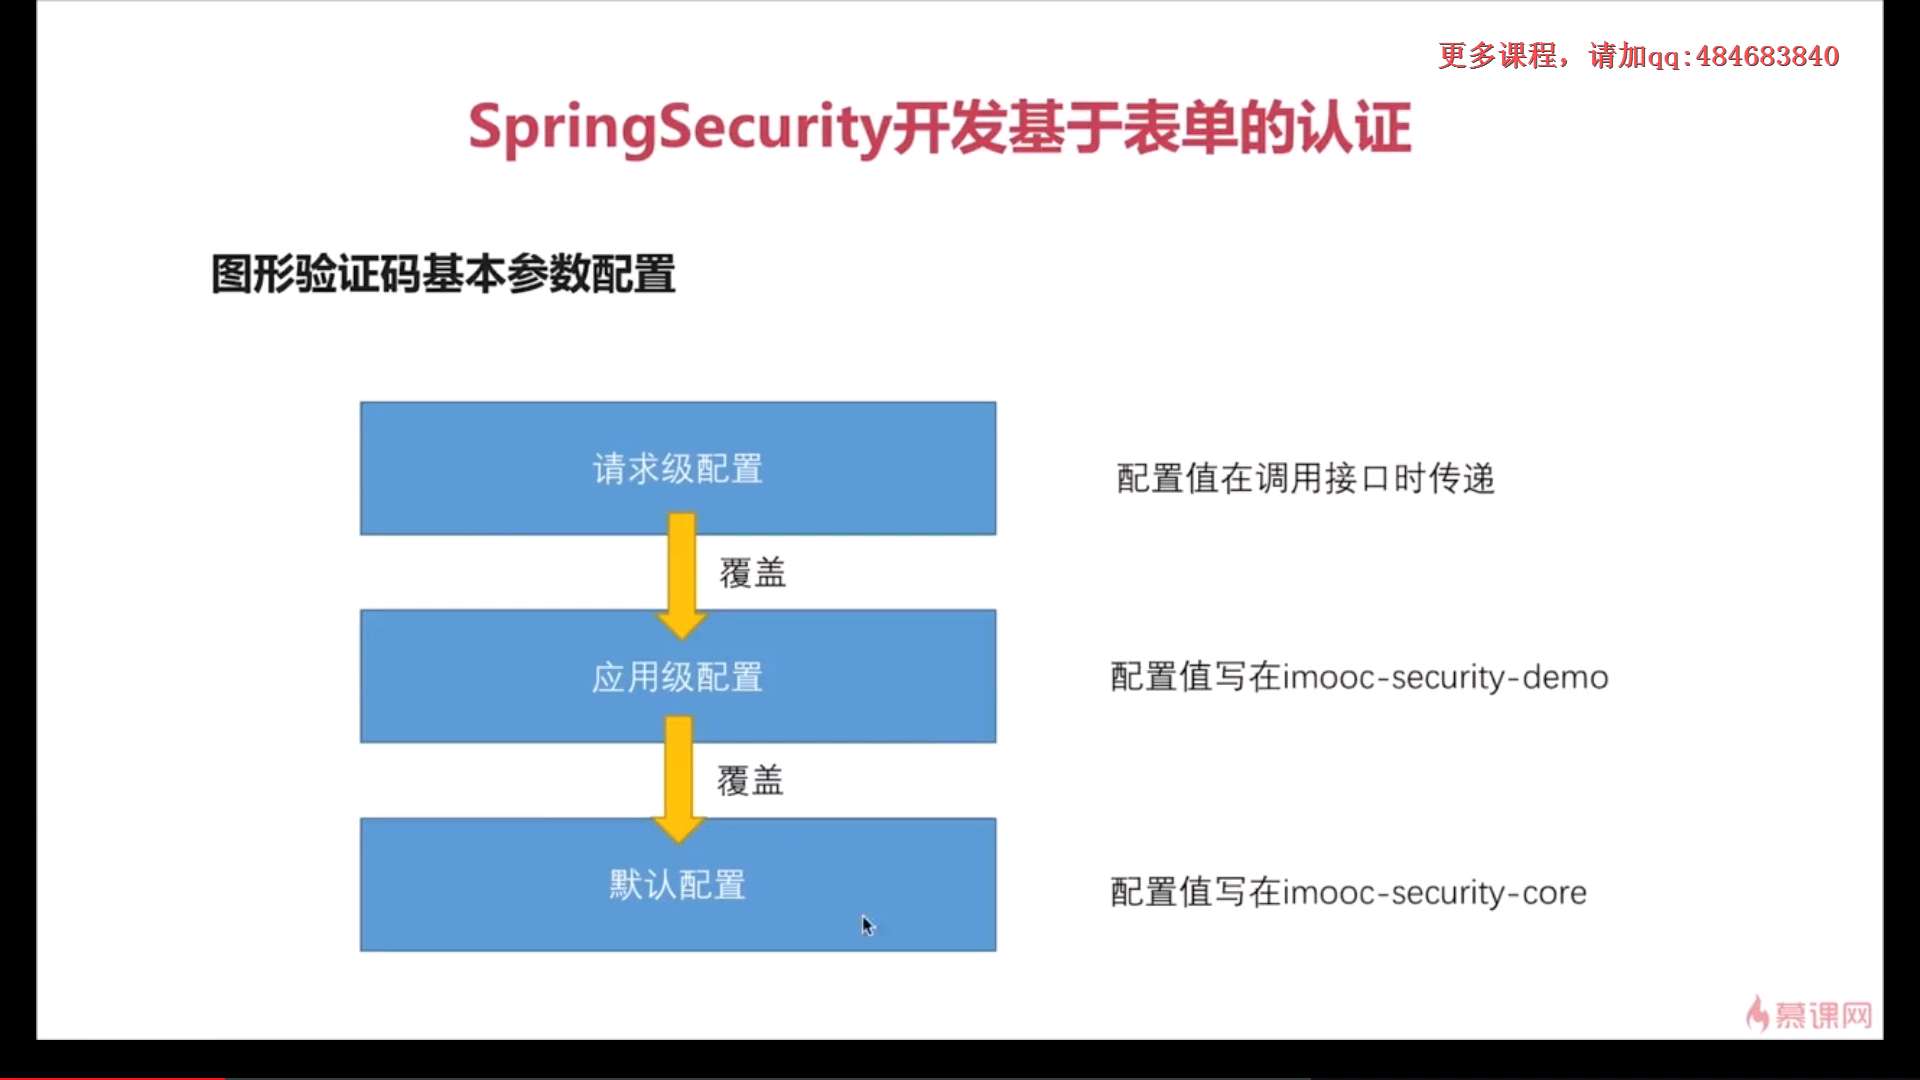 更多课程，请加qq:484683840
SpringSecurity开发基于表单的认证
图形验证码基本参数配置
请求级配置
配置值在调用接口时传递
覆盖
应用级配置
配置值写在imooc-security-demo
覆盖
默认配置
配置值写在imooc-security-core
慕课网